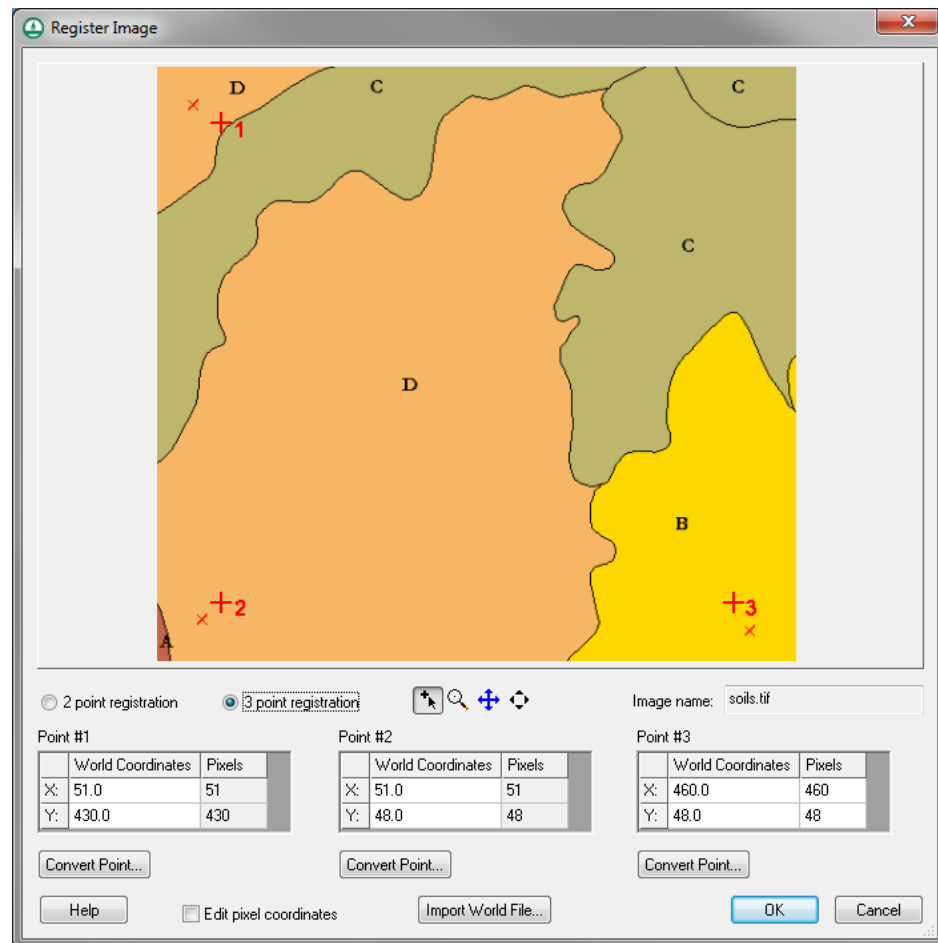 Register Image
D C C
1
C
D
B
2 3
A
2 point registration 3 point registration Image name: soils.tif
Point #1 Point #2 Point #3
World Coordinates Pixels World Coordinates Pixels World Coordinates Pixels
X: 51.0 51 X: 51.0 51 X: 460.0 460
Y: 430.0 430 Y: 48.0 48 Y: 48.0 48
Convert Point... Convert Point... Convert Point...
Help Edit pixel coordinates Import World File... OK Cancel